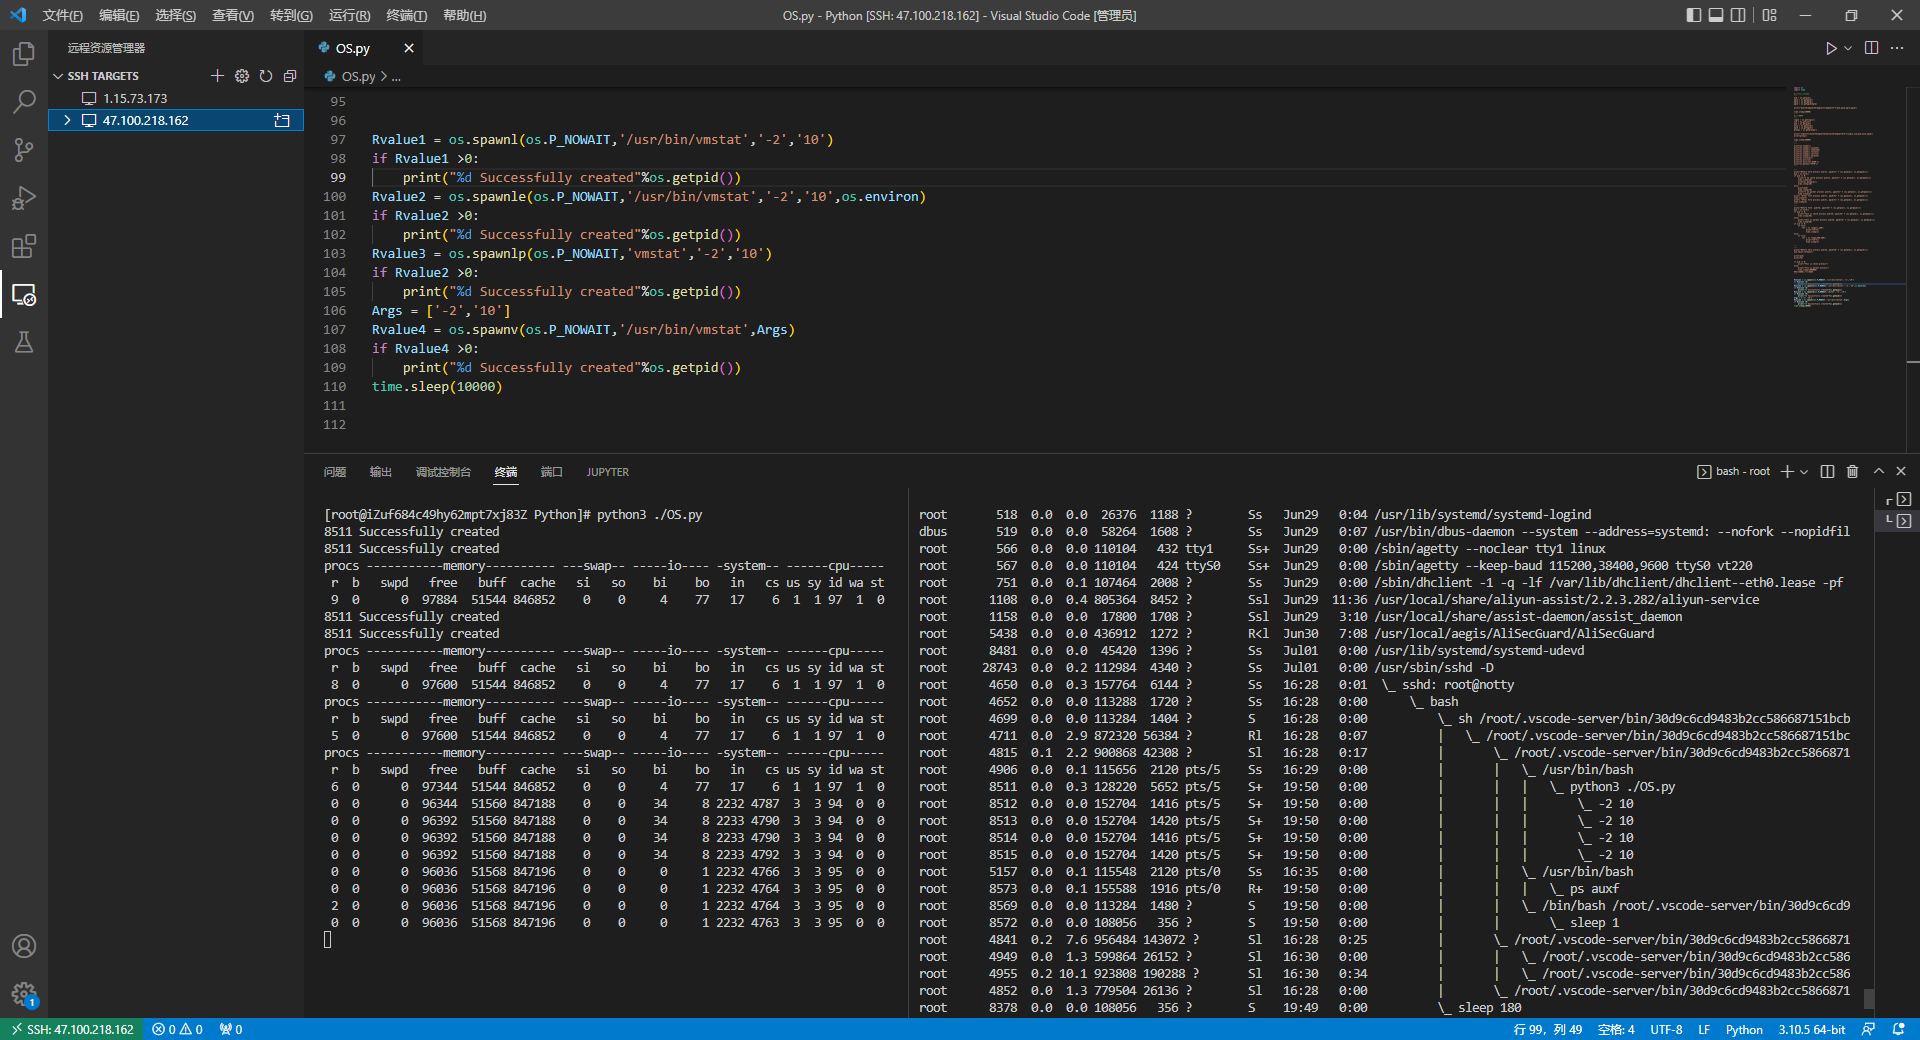 文件(F) 编辑(E) 选择(S) 查看(V) 转到(G) 运行(R) 终端(T) 帮助(H) OS.py - Python [SSH: 47.100.218.162] - Visual Studio Code [管理员]
远程资源管理器
SSH TARGETS
1.15.73.173
47.100.218.162
OS.py
OS.py > ...
95
96
97 Rvalue1 = os.spawnl(os.P_NOWAIT,'/usr/bin/vmstat','-2','10')
98 if Rvalue1 >0:
99 print("%d Successfully created"%os.getpid())
100 Rvalue2 = os.spawnle(os.P_NOWAIT,'/usr/bin/vmstat','-2','10',os.environ)
101 if Rvalue2 >0:
102 print("%d Successfully created"%os.getpid())
103 Rvalue3 = os.spawnlp(os.P_NOWAIT,'vmstat','-2','10')
104 if Rvalue2 >0:
105 print("%d Successfully created"%os.getpid())
106 Args = ['-2','10']
107 Rvalue4 = os.spawnv(os.P_NOWAIT,'/usr/bin/vmstat',Args)
108 if Rvalue4 >0:
109 print("%d Successfully created"%os.getpid())
110 time.sleep(10000)
111
112
问题 输出 调试控制台 终端 端口 JUPYTER
bash - root
[root@iZuf684c49hy62mpt7xj83Z Python]# python3 ./OS.py
8511 Successfully created
8511 Successfully created
procs -----------memory---------- ---swap-- -----io---- -system-- ------cpu-----
r b swpd free buff cache si so bi bo in cs us sy id wa st
9 0 0 97884 51544 846852 0 0 4 77 17 6 1 1 97 1 0
8511 Successfully created
8511 Successfully created
procs -----------memory---------- ---swap-- -----io---- -system-- ------cpu-----
r b swpd free buff cache si so bi bo in cs us sy id wa st
8 0 0 97600 51544 846852 0 0 4 77 17 6 1 1 97 1 0
procs -----------memory---------- ---swap-- -----io---- -system-- ------cpu-----
r b swpd free buff cache si so bi bo in cs us sy id wa st
5 0 0 97600 51544 846852 0 0 4 77 17 6 1 1 97 1 0
procs -----------memory---------- ---swap-- -----io---- -system-- ------cpu-----
r b swpd free buff cache si so bi bo in cs us sy id wa st
6 0 0 97344 51544 846852 0 0 4 77 17 6 1 1 97 1 0
0 0 0 96344 51560 847188 0 0 34 8 2232 4787 3 3 94 0 0
0 0 0 96392 51560 847188 0 0 34 8 2233 4790 3 3 94 0 0
0 0 0 96392 51560 847188 0 0 34 8 2233 4790 3 3 94 0 0
0 0 0 96392 51560 847188 0 0 34 8 2233 4792 3 3 94 0 0
0 0 0 96036 51568 847196 0 0 0 1 2232 4766 3 3 95 0 0
0 0 0 96036 51568 847196 0 0 0 1 2232 4764 3 3 95 0 0
2 0 0 96036 51568 847196 0 0 0 1 2232 4764 3 3 95 0 0
0 0 0 96036 51568 847196 0 0 0 1 2232 4763 3 3 95 0 0
root 518 0.0 0.0 26376 1188 ? Ss Jun29 0:04 /usr/lib/systemd/systemd-logind
dbus 519 0.0 0.0 58264 1608 ? Ss Jun29 0:07 /usr/bin/dbus-daemon --system --address=systemd: --nofork --nopidfil
root 566 0.0 0.0 110104 432 tty1 Ss+ Jun29 0:00 /sbin/agetty --noclear tty1 linux
root 567 0.0 0.0 110104 424 ttyS0 Ss+ Jun29 0:00 /sbin/agetty --keep-baud 115200,38400,9600 ttyS0 vt220
root 751 0.0 0.1 107464 2008 ? Ss Jun29 0:00 /sbin/dhclient -1 -q -lf /var/lib/dhclient/dhclient--eth0.lease -pf
root 1108 0.0 0.4 805364 8452 ? Ssl Jun29 11:36 /usr/local/share/aliyun-assist/2.2.3.282/aliyun-service
root 1158 0.0 0.0 17800 1708 ? Ssl Jun29 3:10 /usr/local/share/assist-daemon/assist_daemon
root 5438 0.0 0.0 436912 1272 ? R<l Jun30 7:08 /usr/local/aegis/AliSecGuard/AliSecGuard
root 8481 0.0 0.0 45420 1396 ? Ss Jul01 0:00 /usr/lib/systemd/systemd-udevd
root 28743 0.0 0.2 112984 4340 ? Ss Jul01 0:00 /usr/sbin/sshd -D
root 4650 0.0 0.3 157764 6144 ? Ss 16:28 0:01 \_ sshd: root@notty
root 4652 0.0 0.0 113288 1720 ? Ss 16:28 0:00 \_ bash
root 4699 0.0 0.0 113284 1404 ? S 16:28 0:00 \_ sh /root/.vscode-server/bin/30d9c6cd9483b2cc586687151bcb
root 4711 0.0 2.9 872320 56384 ? Rl 16:28 0:07 | \_ /root/.vscode-server/bin/30d9c6cd9483b2cc586687151bc
root 4815 0.1 2.2 900868 42308 ? Sl 16:28 0:17 | \_ /root/.vscode-server/bin/30d9c6cd9483b2cc5866871
root 4906 0.0 0.1 115656 2120 pts/5 Ss 16:29 0:00 | | \_ /usr/bin/bash
root 8511 0.0 0.3 128220 5652 pts/5 S+ 19:50 0:00 | | | \_ python3 ./OS.py
root 8512 0.0 0.0 152704 1416 pts/5 S+ 19:50 0:00 | | | \_ -2 10
root 8513 0.0 0.0 152704 1420 pts/5 S+ 19:50 0:00 | | | \_ -2 10
root 8514 0.0 0.0 152704 1416 pts/5 S+ 19:50 0:00 | | | \_ -2 10
root 8515 0.0 0.0 152704 1420 pts/5 S+ 19:50 0:00 | | | \_ -2 10
root 5157 0.0 0.1 115548 2120 pts/0 Ss 16:35 0:00 | | \_ /usr/bin/bash
root 8573 0.0 0.1 155588 1916 pts/0 R+ 19:50 0:00 | | | \_ ps auxf
root 8569 0.0 0.0 113284 1480 ? S 19:50 0:00 | | \_ /bin/bash /root/.vscode-server/bin/30d9c6cd9
root 8572 0.0 0.0 108056 356 ? S 19:50 0:00 | | \_ sleep 1
root 4841 0.2 7.6 956484 143072 ? Sl 16:28 0:25 | \_ /root/.vscode-server/bin/30d9c6cd9483b2cc5866871
root 4949 0.0 1.3 599864 26152 ? Sl 16:30 0:00 | | \_ /root/.vscode-server/bin/30d9c6cd9483b2cc586
root 4955 0.2 10.1 923808 190288 ? Sl 16:30 0:34 | | \_ /root/.vscode-server/bin/30d9c6cd9483b2cc586
root 4852 0.0 1.3 779504 26136 ? Sl 16:28 0:00 | \_ /root/.vscode-server/bin/30d9c6cd9483b2cc5866871
root 8378 0.0 0.0 108056 356 ? S 19:49 0:00 \_ sleep 180
1
SSH: 47.100.218.162 0 0 0 行 99，列 49 空格: 4 UTF-8 LF Python 3.10.5 64-bit